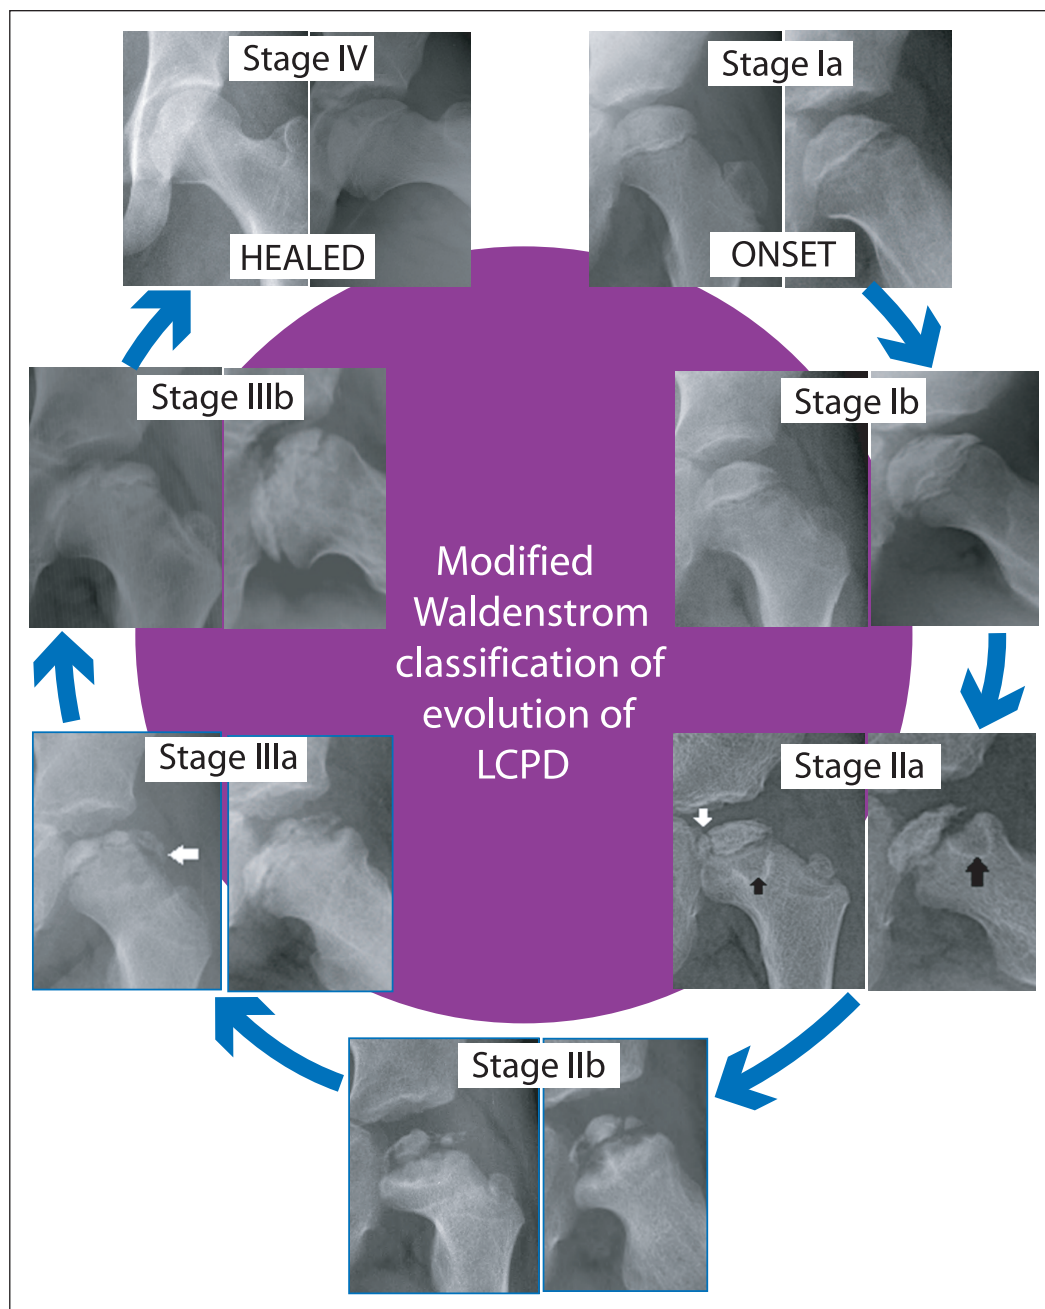 Stage IV
HEALED
Stage Ia
ONSET
Stage Ib
Stage IIa
Stage IIb
Stage IIIa
Stage IIIb
Modified
Waldenstrom
classification of
evolution of
LCPD